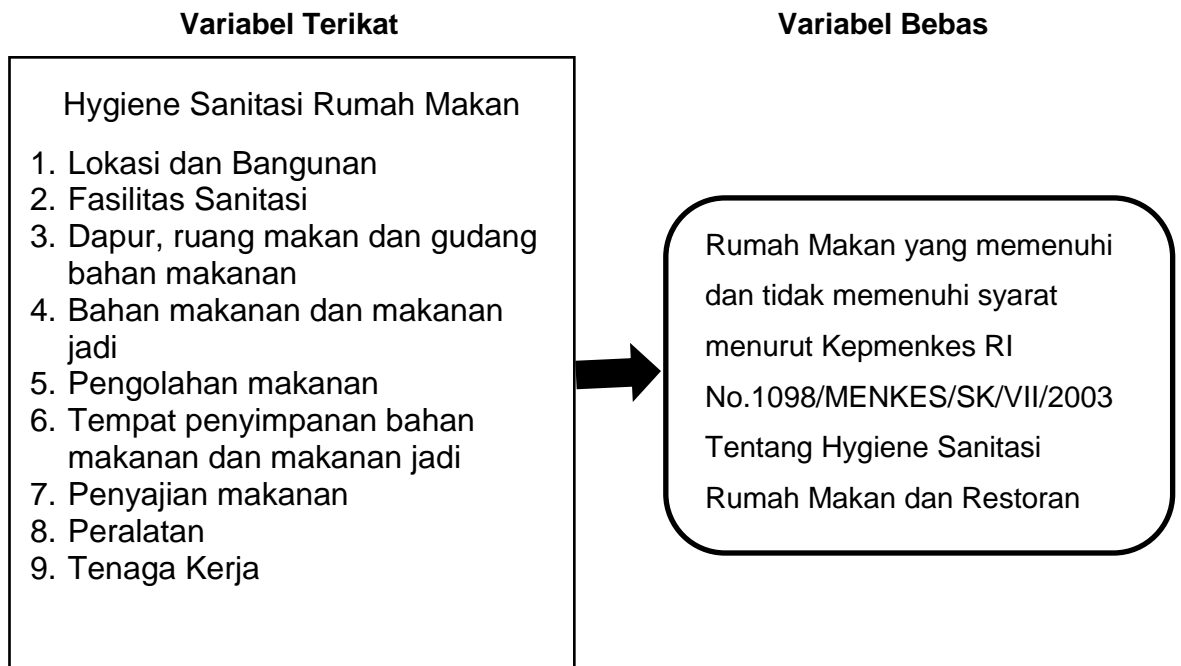 Variabel Terikat
Variabel Bebas
Hygiene Sanitasi Rumah Makan
1. Lokasi dan Bangunan
2. Fasilitas Sanitasi
3. Dapur, ruang makan dan gudang
bahan makanan
4. Bahan makanan dan makanan
jadi
5. Pengolahan makanan
6. Tempat penyimpanan bahan
makanan dan makanan jadi
7. Penyajian makanan
8. Peralatan
9. Tenaga Kerja
Rumah Makan yang memenuhi
dan tidak memenuhi syarat
menurut Kepmenkes RI
No.1098/MENKES/SK/VII/2003
Tentang Hygiene Sanitasi
Rumah Makan dan Restoran